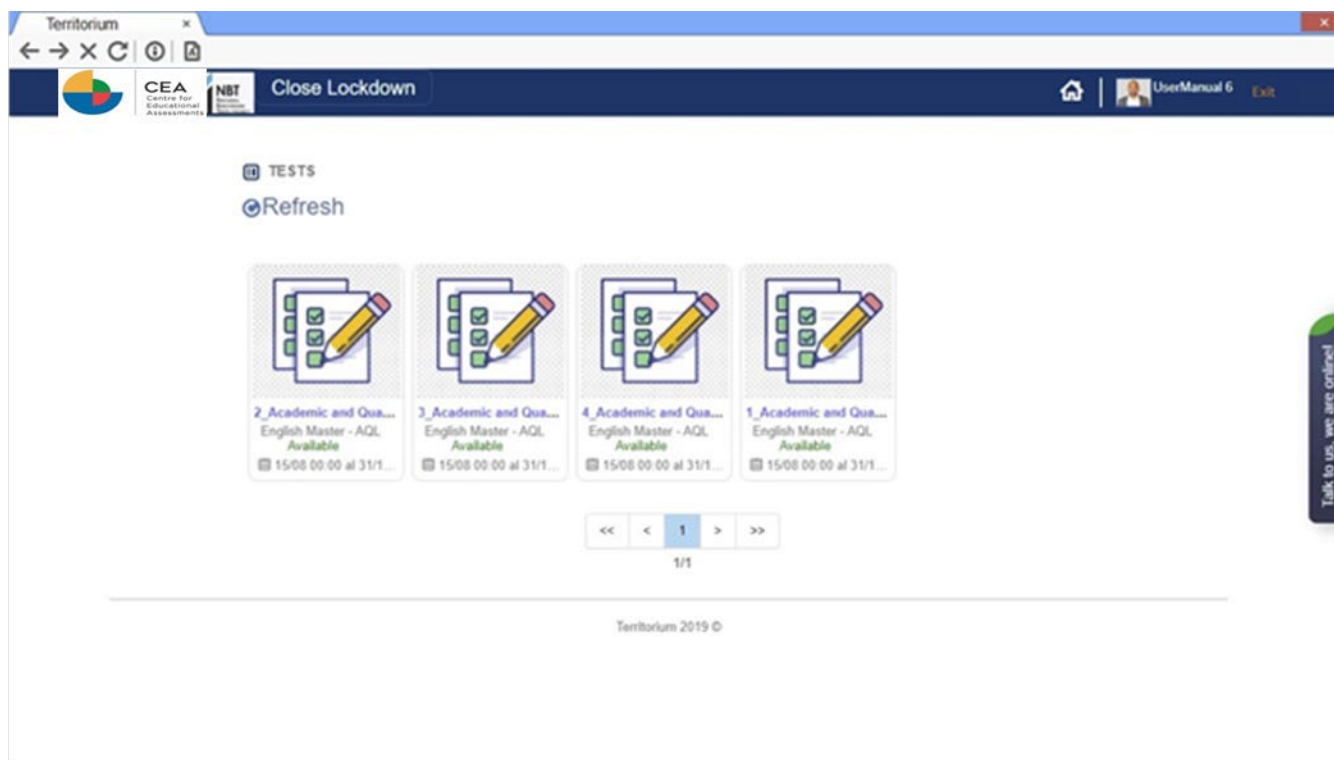 Territorium ×
CEA
Centre for
Educational
Assessments
NBT
Close Lockdown
UserManual 6
Exit
TESTS
Refresh
2_Academic and Qua...
English Master - AQL
Available
15/08 00:00 al 31/1...
3_Academic and Qua...
English Master - AQL
Available
15/08 00:00 al 31/1...
4_Academic and Qua...
English Master - AQL
Available
15/08 00:00 al 31/1...
1_Academic and Qua...
English Master - AQL
Available
15/08 00:00 al 31/1...
<< < 1 > >>
1/1
Territorium 2019 ©
Talk to us, we are online!